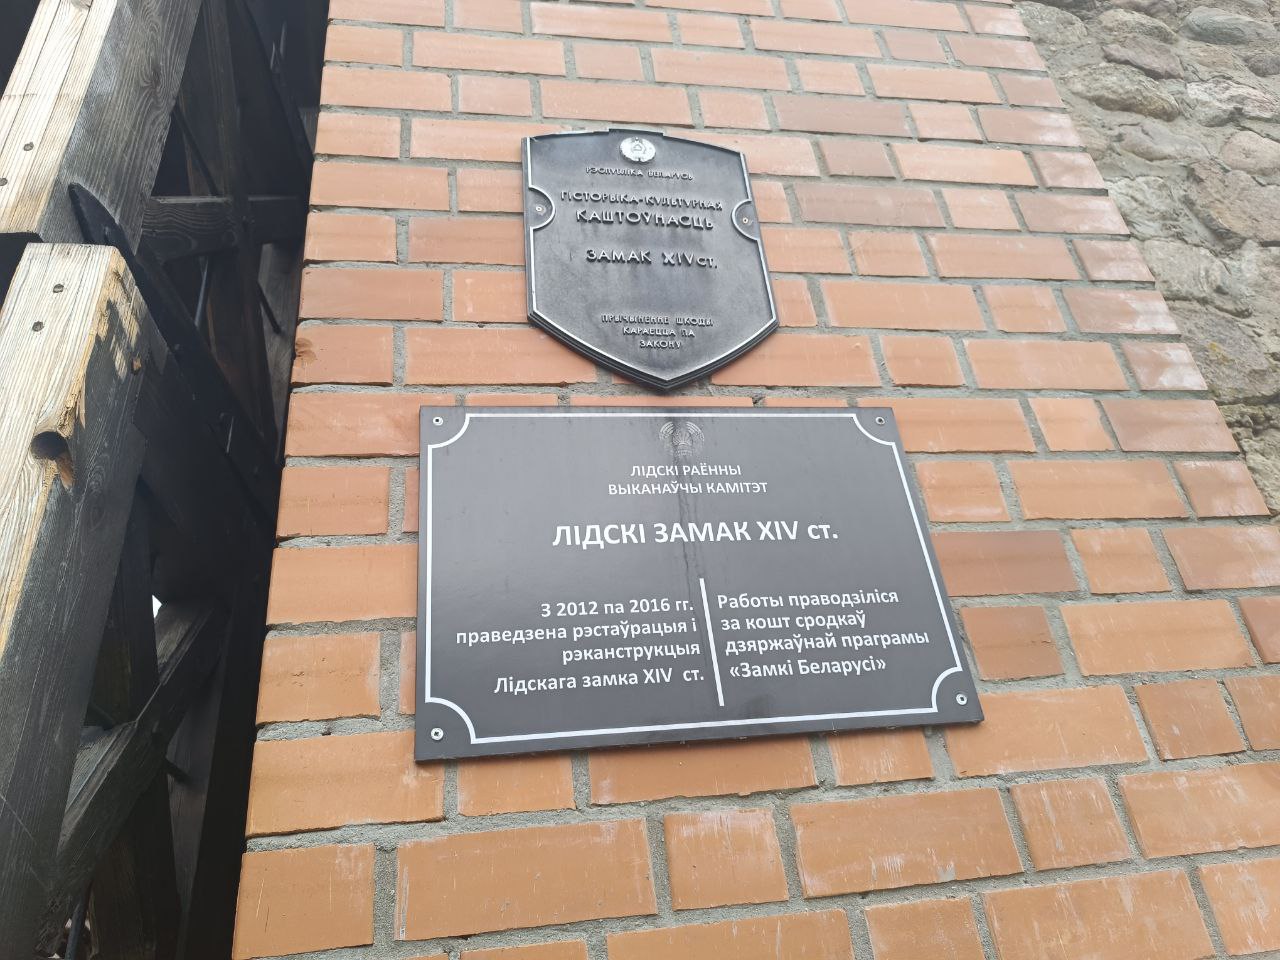 РЭСПУБЛІКА БЕЛАРУСЬ
ГІСТОРЫКА-КУЛЬТУРНАЯ
КАШТОЎНАСЦЬ
ЗАМАК XIV ст.
ПРЫЧЫНЕННЕ ШКОДЫ
КАРАЕЦЦА ПА
ЗАКОНУ
ЛІДСКІ РАЁННЫ
ВЫКАНАЎЧЫ КАМІТЭТ
ЛІДСКІ ЗАМАК XIV ст.
З 2012 па 2016 гг.
праведзена рэстаўрацыя і
рэканструкцыя
Лідскага замка XIV ст.
Работы праводзіліся
за кошт сродкаў
дзяржаўнай праграмы
«Замкі Беларусі»